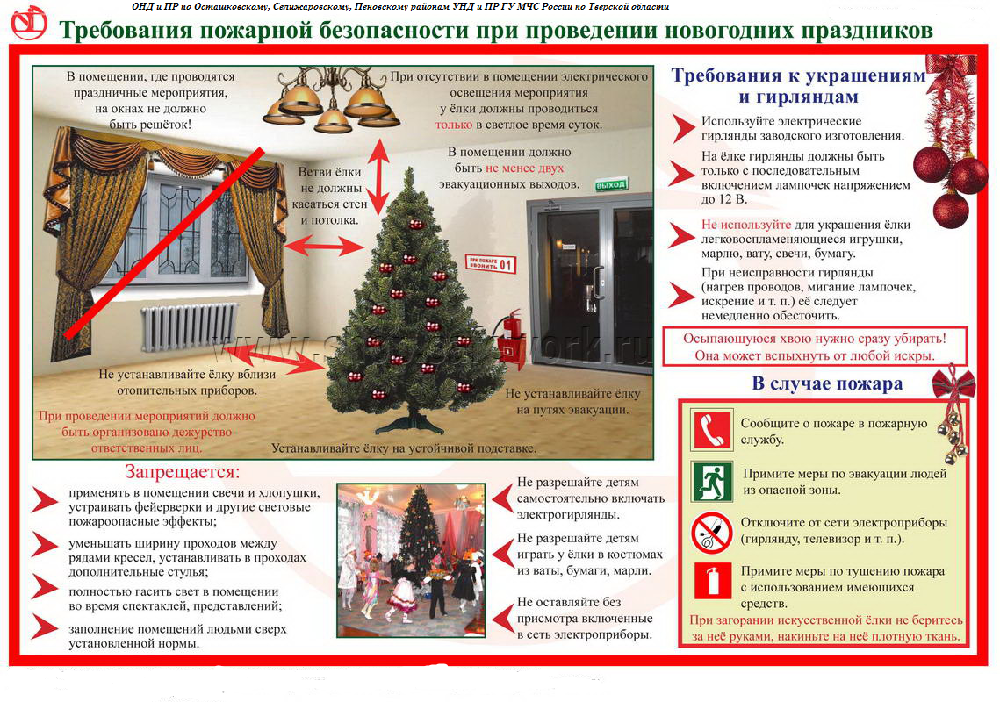 ОНД и ПР по Осташковскому, Селижаровскому, Пеновскому районам УНД и ПР ГУ МЧС России по Тверской области
Требования пожарной безопасности при проведении новогодних праздников
В помещении, где проводятся
праздничные мероприятия,
на окнах не должно
быть решёток!
При отсутствии в помещении электрического
освещения мероприятия
у ёлки должны проводиться
только в светлое время суток.
Ветви ёлки
не должны
касаться стен
и потолка.
В помещении должно
быть не менее двух
эвакуационных выходов.
ВЫХОД
ПРИ ПОЖАРЕ
ЗВОНИТЬ 01
Не устанавливайте ёлку вблизи
отопительных приборов.
Не устанавливайте ёлку
на путях эвакуации.
При проведении мероприятий должно
быть организовано дежурство
ответственных лиц.
Устанавливайте ёлку на устойчивой подставке.
Требования к украшениям
и гирляндам
Используйте электрические
гирлянды заводского изготовления.
На ёлке гирлянды должны быть
только с последовательным
включением лампочек напряжением
до 12 В.
Не используйте для украшения ёлки
легковоспламеняющиеся игрушки,
марлю, вату, свечи, бумагу.
При неисправности гирлянды
(нагрев проводов, мигание лампочек,
искрение и т. п.) её следует
немедленно обесточить.
Осыпающуюся хвою нужно сразу убирать!
Она может вспыхнуть от любой искры.
Запрещается:
применять в помещении свечи и хлопушки,
устраивать фейерверки и другие световые
пожароопасные эффекты;
уменьшать ширину проходов между
рядами кресел, устанавливать в проходах
дополнительные стулья;
полностью гасить свет в помещении
во время спектаклей, представлений;
заполнение помещений людьми сверх
установленной нормы.
Не разрешайте детям
самостоятельно включать
электрогирлянды.
Не разрешайте детям
играть у ёлки в костюмах
из ваты, бумаги, марли.
Не оставляйте без
присмотра включенные
в сеть электроприборы.
В случае пожара
Сообщите о пожаре в пожарную
службу.
Примите меры по эвакуации людей
из опасной зоны.
Отключите от сети электроприборы
(гирлянду, телевизор и т. п.).
Примите меры по тушению пожара
с использованием имеющихся
средств.
При загорании искусственной ёлки не беритесь
за неё руками, накиньте на неё плотную ткань.